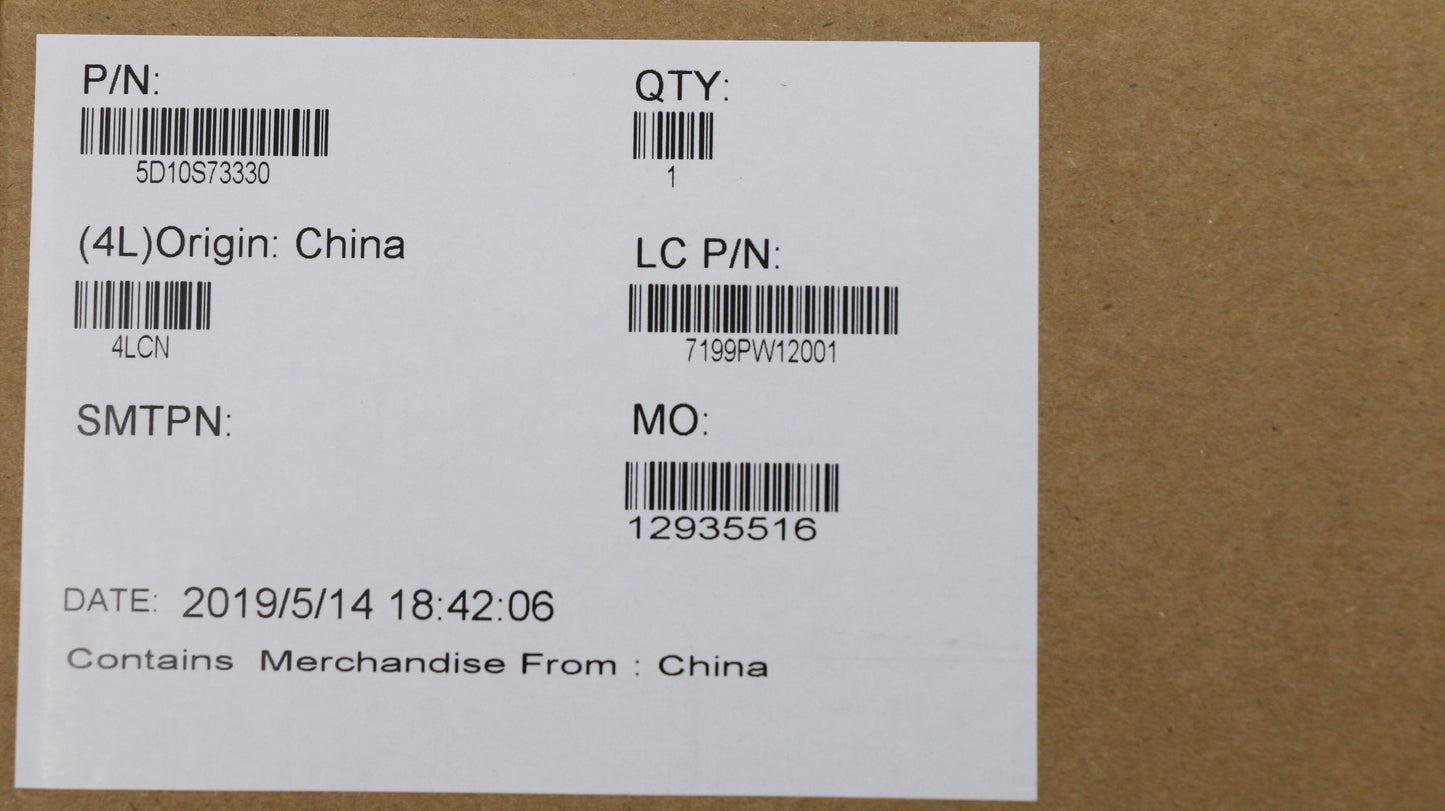 P/N:
5D10S73330
QTY:
1
(4L)Origin: China
4LCN
LC P/N:
7199PW12001
SMTPN:
MO:
12935516
DATE: 2019/5/14 18:42:06
Contains Merchandise From : China